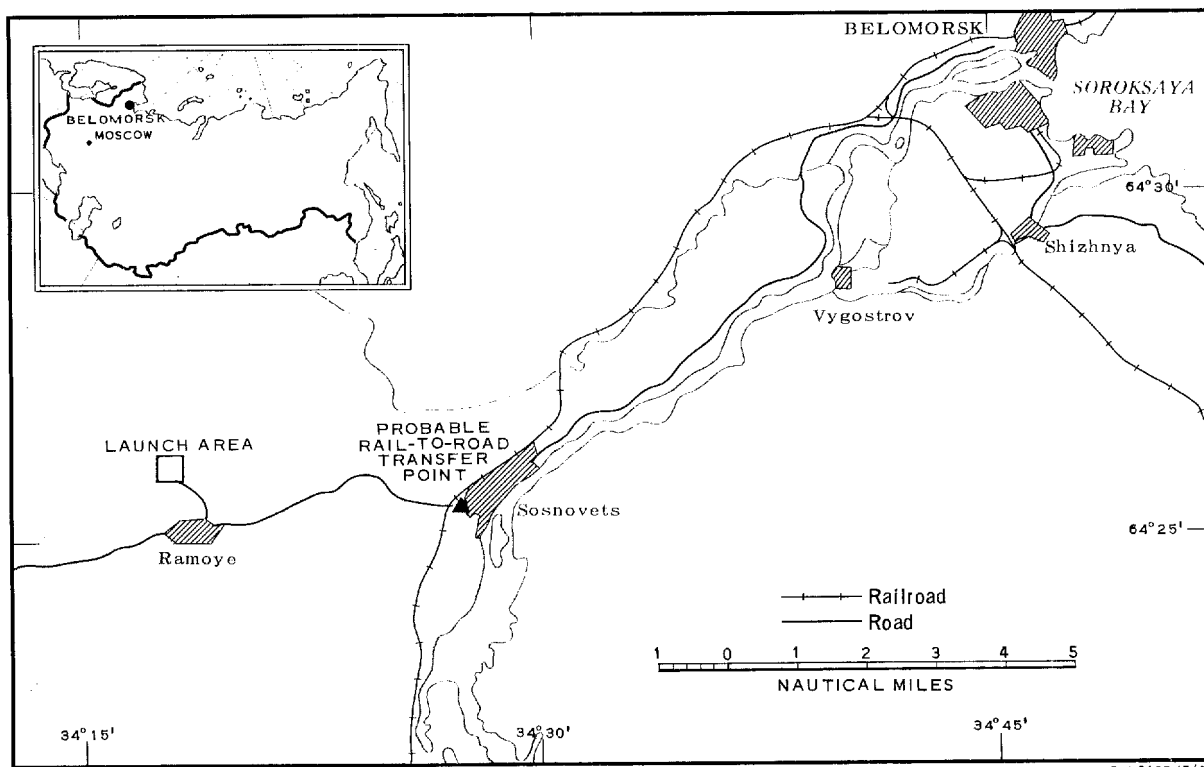 BELOMORSK
SOROKSAYA
BAY
BELOMORSK
MOSCOW
64°30'
Shizhnya
Vygostrov
PROBABLE
RAIL-TO-ROAD
TRANSFER
POINT
LAUNCH AREA
Sosnovets
64°25'
Ramoye
Railroad
Road
1 0 1 2 3 4 5
NAUTICAL MILES
34°15'
34°30'
34°45'